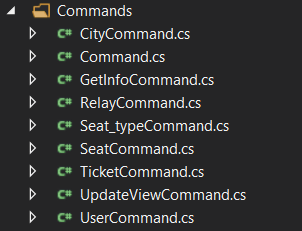 Commands
C# CityCommand.cs
C# Command.cs
C# GetInfoCommand.cs
C# RelayCommand.cs
C# Seat_typeCommand.cs
C# SeatCommand.cs
C# TicketCommand.cs
C# UpdateViewCommand.cs
C# UserCommand.cs